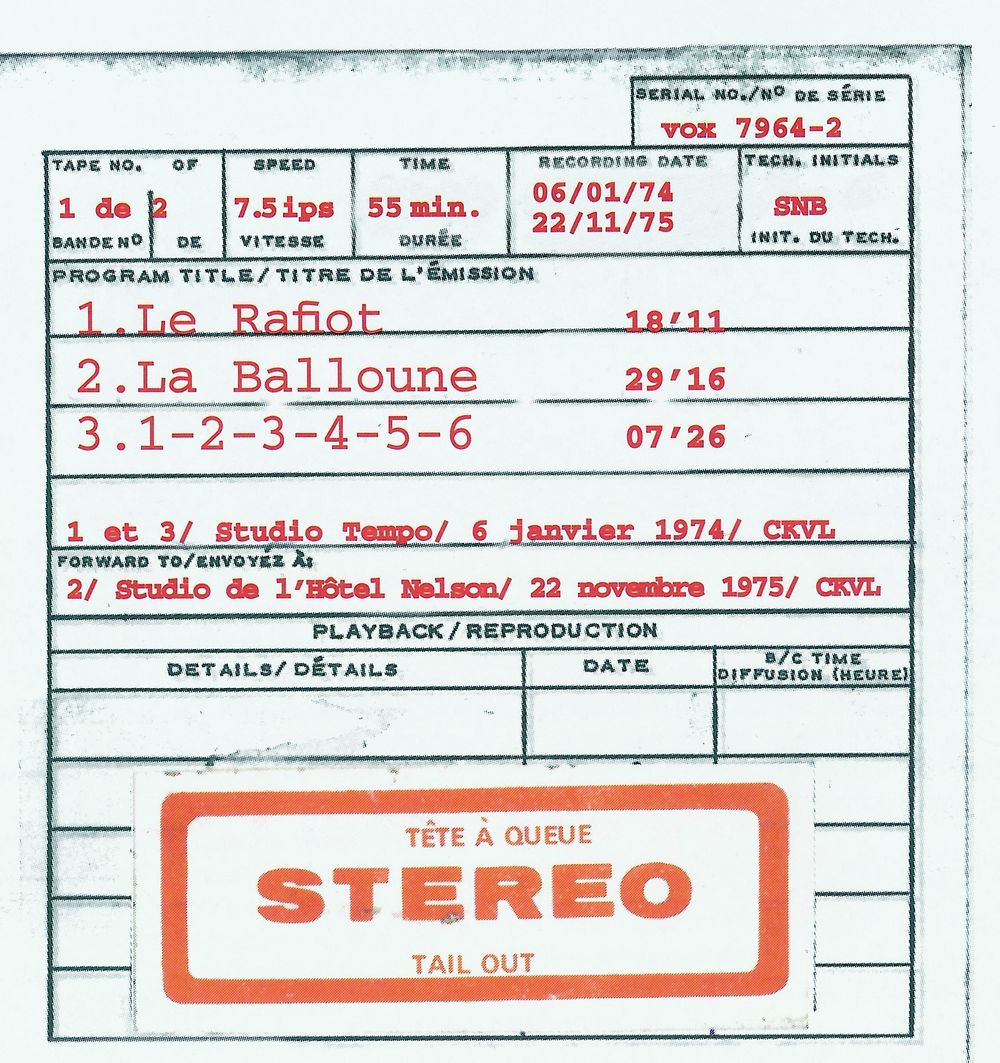 SERIAL NO./Nº DE SÉRIE
vox 7964-2
TAPE NO. OF SPEED TIME RECORDING DATE TECH. INITIALS
1 de 2 7.5 ips 55 min. 06/01/74 SNB
22/11/75
BANDE Nº DE VITESSE DURÉE INIT. DU TECH.
PROGRAM TITLE/TITRE DE L'ÉMISSION
1.Le Rafiot 18'11
2.La Balloune 29'16
3.1-2-3-4-5-6 07'26
1 et 3/ Studio Tempo/ 6 janvier 1974/ CKVL
FORWARD TO/ENVOYÉZ À:
2/ Studio de l'Hôtel Nelson/ 22 novembre 1975/ CKVL
PLAYBACK/REPRODUCTION
DETAILS/DÉTAILS DATE B/C TIME
DIFFUSION (HEURE)
TÊTE À QUEUE
STEREO
TAIL OUT